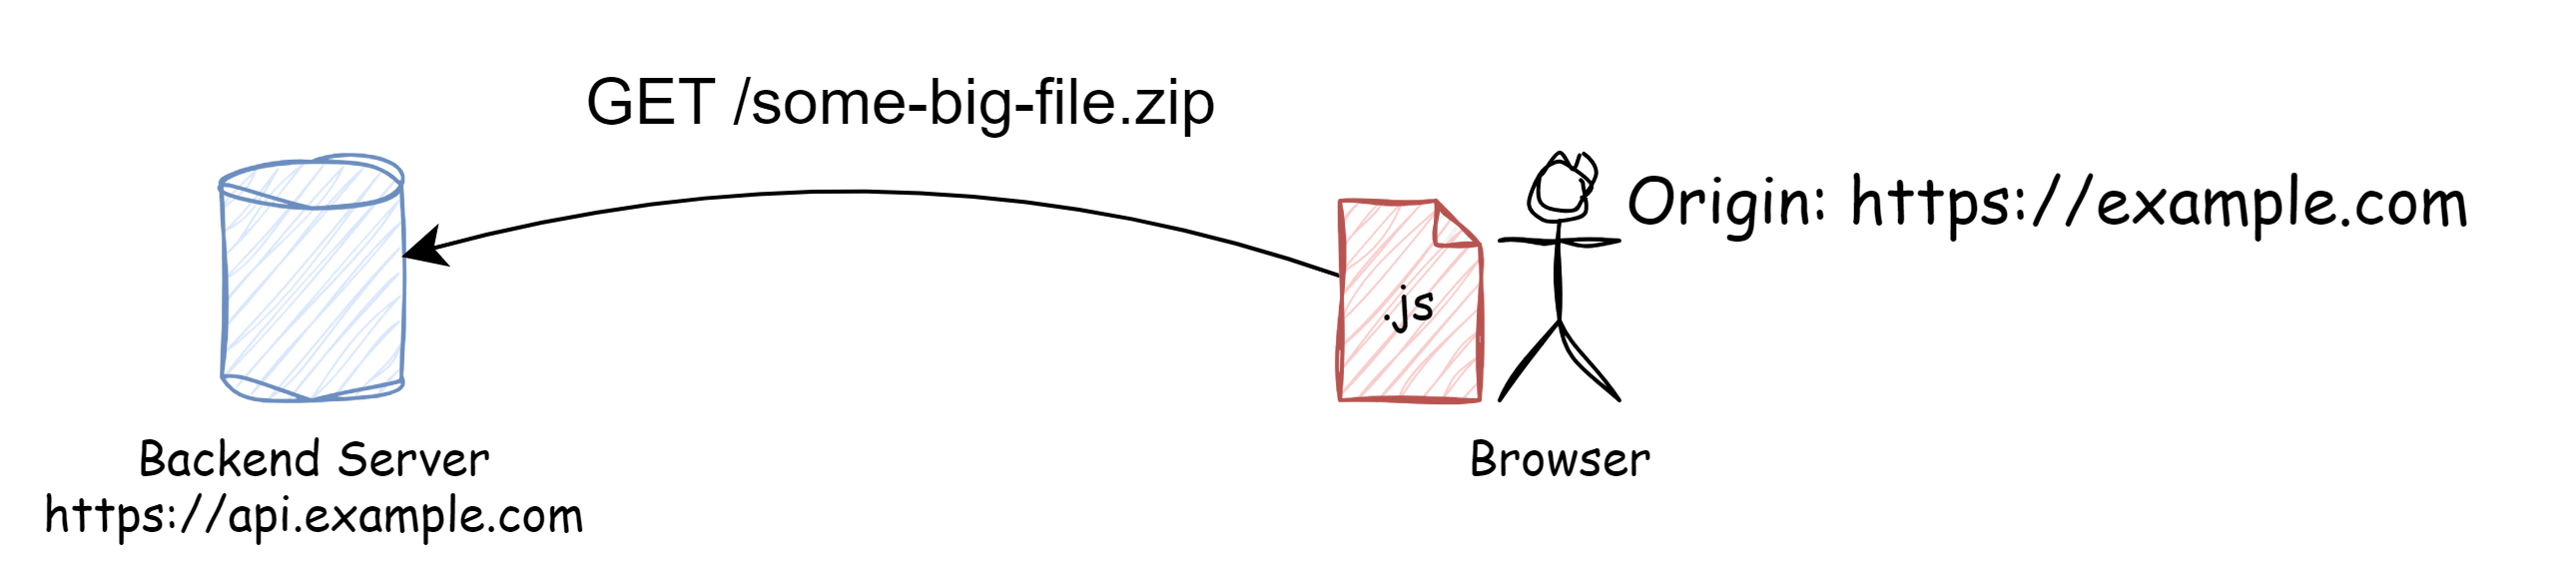 GET /some-big-file.zip
Origin: https://example.com
.js
Backend Server
https://api.example.com
Browser